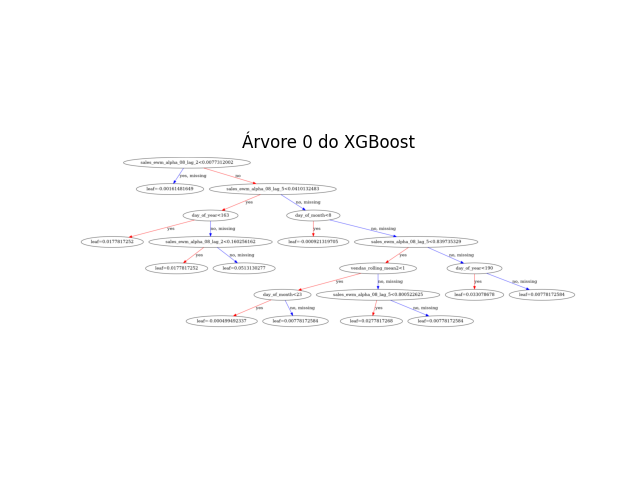 Árvore 0 do XGBoost
sales_ewm_alpha_08_lag_2<0.0077312002
yes, missing
no
leaf=-0.00161481649
sales_ewm_alpha_08_lag_5<0.0410132483
yes
no, missing
day_of_year<163
day_of_month<8
yes
no, missing
yes
no, missing
leaf=0.0177817252
sales_ewm_alpha_08_lag_2<0.160256162
leaf=-0.000921319785
sales_ewm_alpha_08_lag_5<0.839735329
yes
no, missing
yes
no, missing
leaf=0.0177817252
leaf=0.0513130277
vendas_rolling_mean2<1
day_of_year<190
yes
no, missing
yes
no, missing
day_of_month<23
sales_ewm_alpha_08_lag_5<0.800522625
leaf=0.033078678
leaf=0.00778172584
yes
no, missing
yes
no, missing
leaf=-0.000499492337
leaf=0.00778172584
leaf=0.0277817268
leaf=0.00778172584